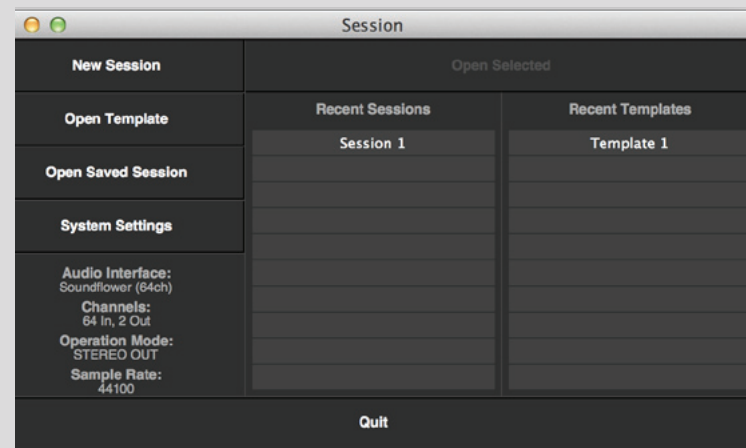 Session
New Session
Open Selected
Open Template
Recent Sessions
Recent Templates
Session 1
Template 1
Open Saved Session
System Settings
Audio Interface:
Soundflower (64ch)
Channels:
64 In, 2 Out
Operation Mode:
STEREO OUT
Sample Rate:
44100
Quit